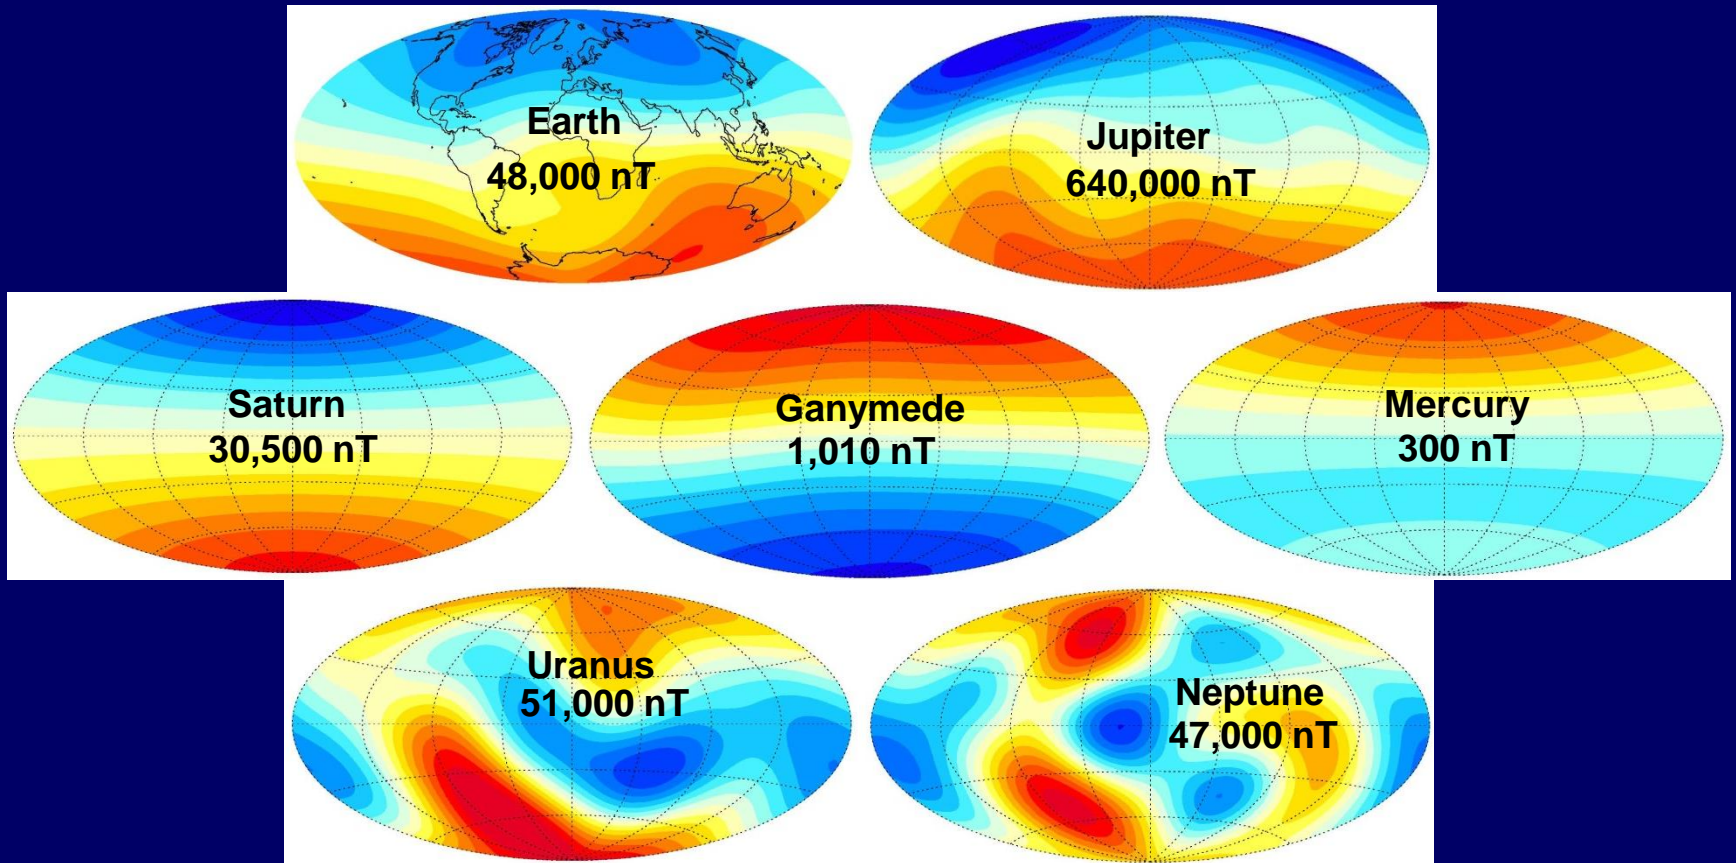 Earth
48,000 nT
Jupiter
640,000 nT
Saturn
30,500 nT
Ganymede
1,010 nT
Mercury
300 nT
Uranus
51,000 nT
Neptune
47,000 nT